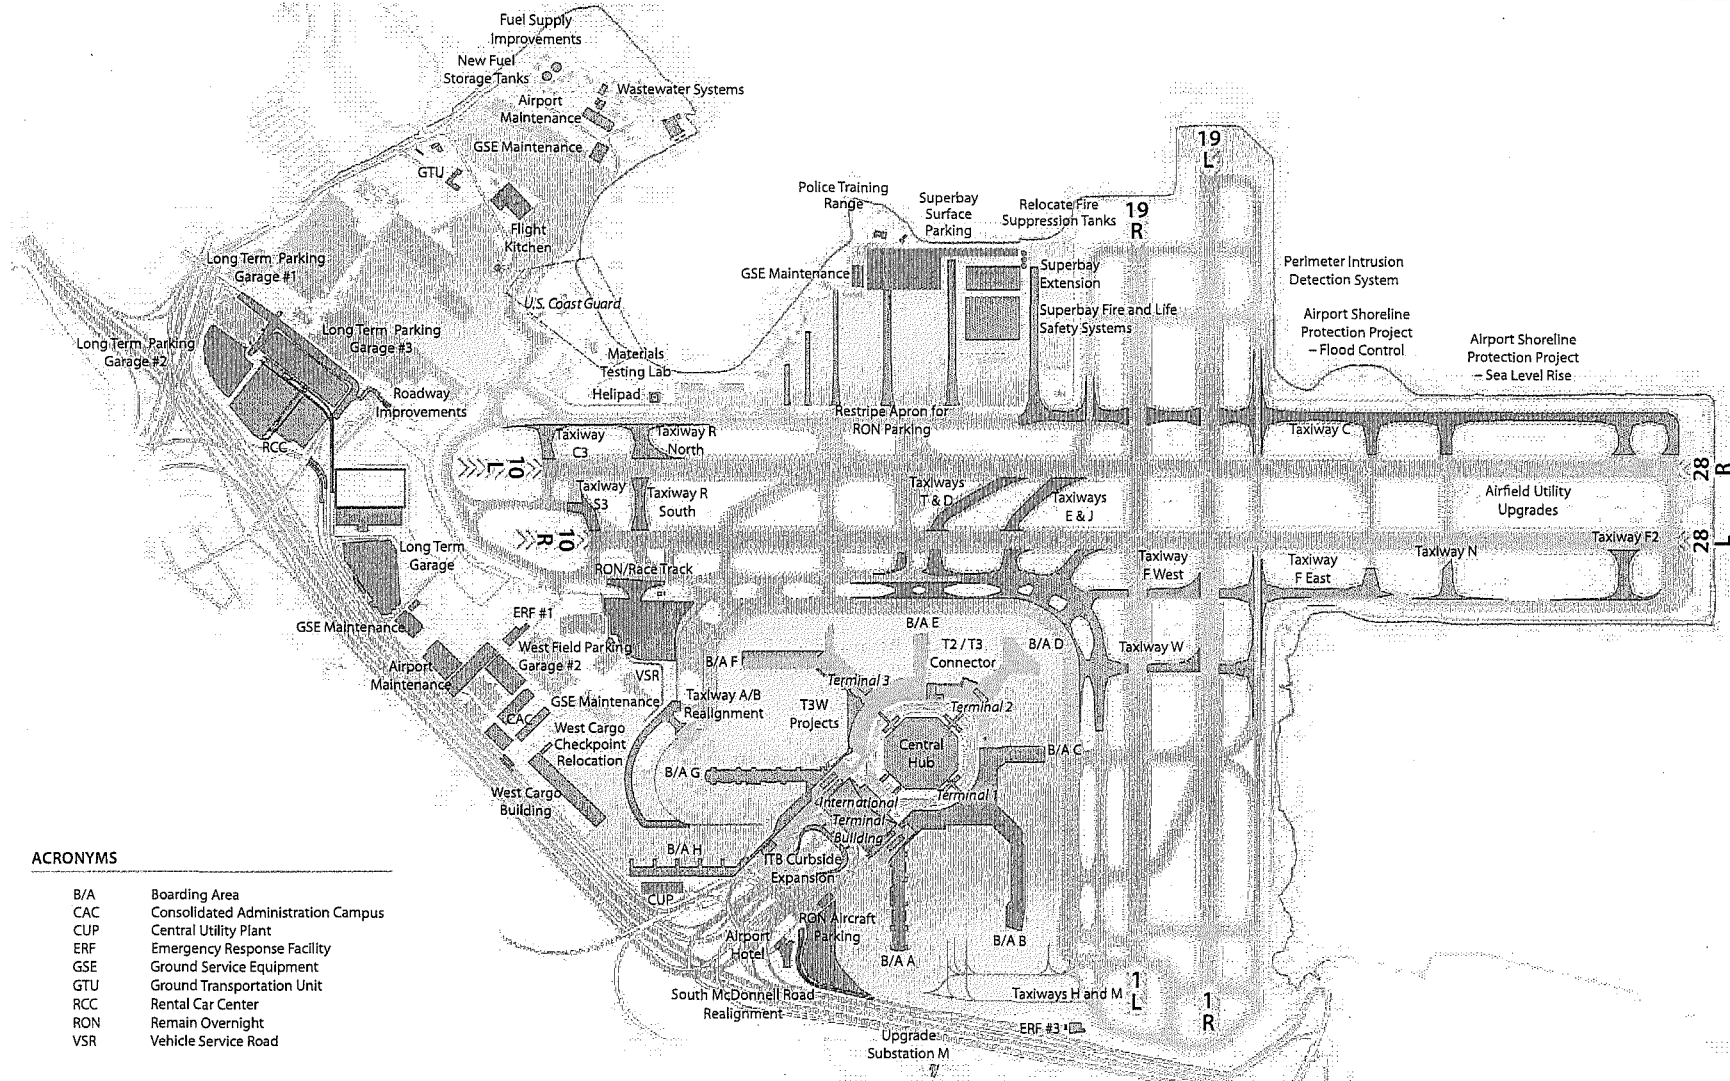 Fuel Supply
Improvements
New Fuel
Storage Tanks
Wastewater Systems
Airport
Maintenance
GSE Maintenance
GTU
Flight
Kitchen
Police Training
Range
Superbay
Surface
Parking
Relocate Fire
Suppression Tanks
19
L
19
R
Long Term Parking
Garage #1
GSE Maintenance
Superbay
Extension
Perimeter Intrusion
Detection System
U.S. Coast Guard
Superbay Fire and Life
Safety Systems
Airport Shoreline
Protection Project
– Flood Control
Airport Shoreline
Protection Project
– Sea Level Rise
Long Term Parking
Garage #2
Long Term Parking
Garage #3
Materials
Testing Lab
Helipad
Roadway
Improvements
Restripe Apron for
RON Parking
RCC
Taxiway
C3
Taxiway R
North
Taxiway C
10
L
28
R
Taxiway
S3
Taxiway R
South
Taxiways
T & D
Taxiways
E & J
Airfield Utility
Upgrades
10
R
28
L
Long Term
Garage
RON/Race Track
Taxiway
F West
Taxiway
F East
Taxiway N
Taxiway F2
GSE Maintenance
ERF #1
West Field Parking
Garage #2
B/A E
B/A F
T2 / T3
Connector
B/A D
Taxiway W
Airport
Maintenance
VSR
Terminal 3
GSE Maintenance
Taxiway A/B
Realignment
T3W
Projects
Terminal 2
CAC
West Cargo
Checkpoint
Relocation
Central
Hub
B/A C
B/A G
West Cargo
Building
International
Terminal
Building
Terminal 1
B/A H
ITB Curbside
Expansion
CUP
RON Aircraft
Parking
Airport
Hotel
B/A A
B/A B
South McDonnell Road
Realignment
Taxiways H and M
1
L
1
R
ERF #3
Upgrade
Substation M
ACRONYMS
B/A Boarding Area
CAC Consolidated Administration Campus
CUP Central Utility Plant
ERF Emergency Response Facility
GSE Ground Service Equipment
GTU Ground Transportation Unit
RCC Rental Car Center
RON Remain Overnight
VSR Vehicle Service Road